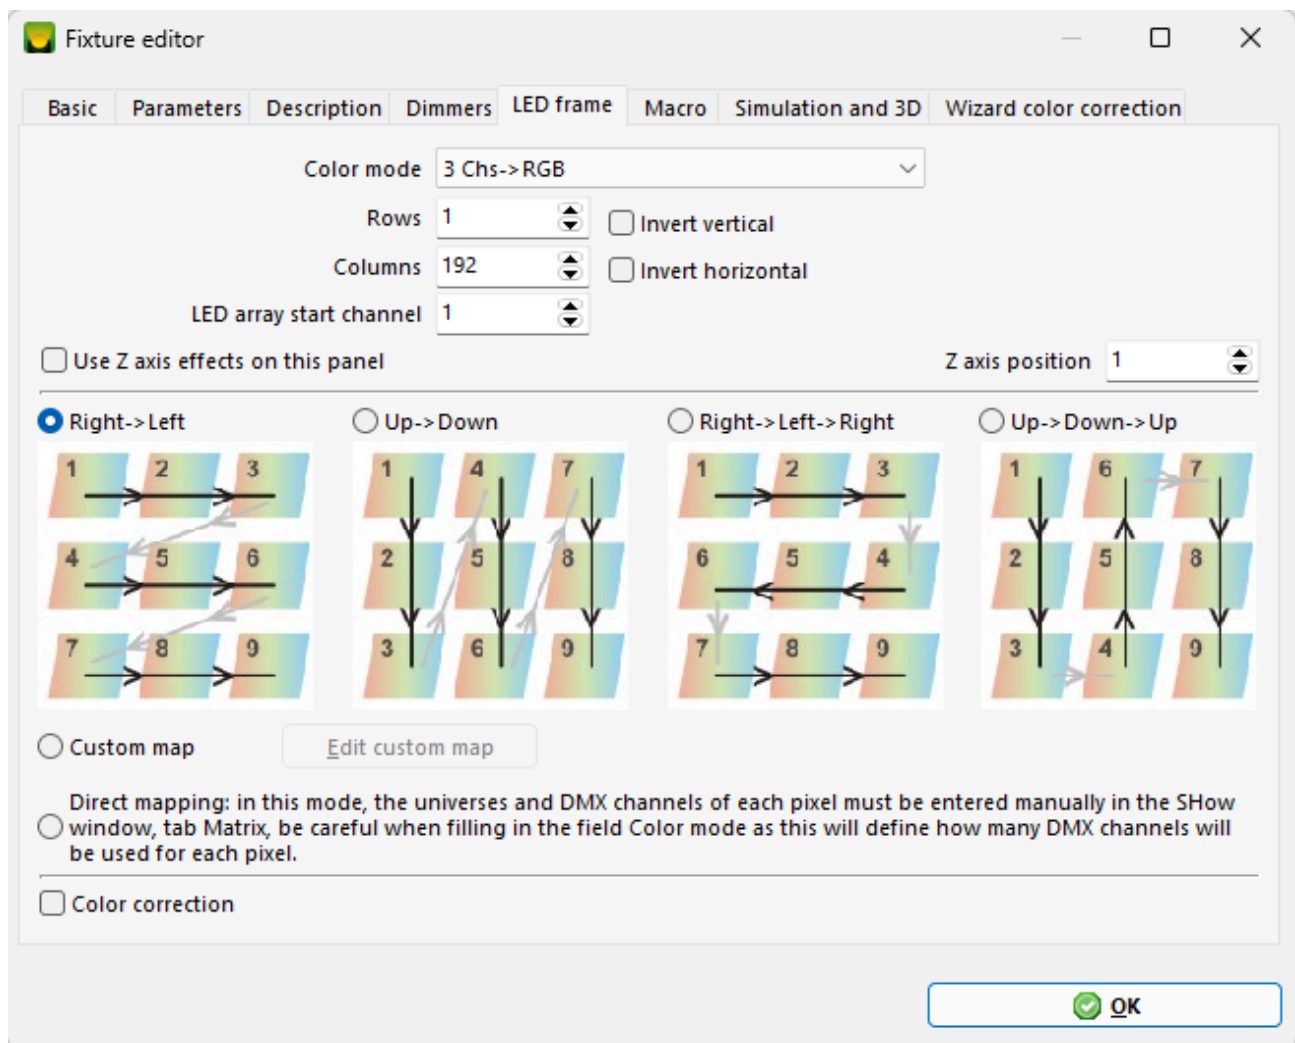 Fixture editor
Basic Parameters Description Dimmers LED frame Macro Simulation and 3D Wizard color correction
Color mode 3 Chs->RGB
Rows 1 Invert vertical
Columns 192 Invert horizontal
LED array start channel 1
Use Z axis effects on this panel Z axis position 1
Right->Left Up->Down Right->Left->Right Up->Down->Up
1 2 3 1 4 7 1 2 3 1 6 7
4 5 6 2 5 8 6 5 4 2 5 8
7 8 9 3 6 9 7 8 9 3 4 9
Custom map Edit custom map
Direct mapping: in this mode, the universes and DMX channels of each pixel must be entered manually in the SHow
window, tab Matrix, be careful when filling in the field Color mode as this will define how many DMX channels will
be used for each pixel.
Color correction
OK